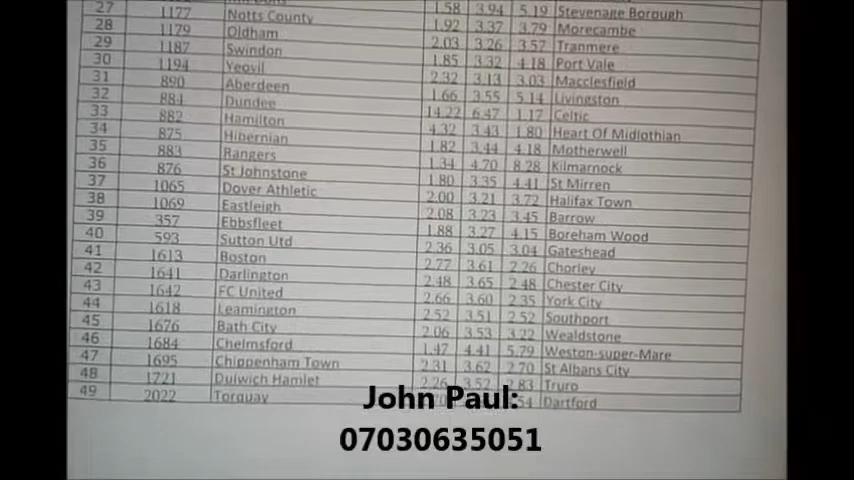 1.58 3.94 5.19 Stevenage Borough
27 1177 Notts County 1.92 3.37 3.79 Morecambe
28 1179 Oldham 2.03 3.26 3.57 Tranmere
29 1187 Swindon 1.85 3.32 4.18 Port Vale
30 1194 Yeovil 2.32 3.13 3.03 Macclesfield
31 890 Aberdeen 1.66 3.55 5.14 Livingston
32 884 Dundee 14.22 6.47 1.17 Celtic
33 882 Hamilton 4.32 3.43 1.80 Heart Of Midlothian
34 875 Hibernian 1.82 3.44 4.18 Motherwell
35 883 Rangers 1.34 4.70 8.28 Kilmarnock
36 876 St Johnstone 1.80 3.35 4.41 St Mirren
37 1065 Dover Athletic 2.00 3.21 3.72 Halifax Town
38 1069 Eastleigh 2.08 3.23 3.45 Barrow
39 357 Ebbsfleet 1.88 3.27 4.15 Boreham Wood
40 593 Sutton Utd 2.36 3.05 3.04 Gateshead
41 1613 Boston 2.77 3.61 2.26 Chorley
42 1641 Darlington 2.48 3.65 2.48 Chester City
43 1642 FC United 2.66 3.60 2.35 York City
44 1618 Leamington 2.52 3.51 2.52 Southport
45 1676 Bath City 2.06 3.53 3.22 Wealdstone
46 1684 Chelmsford 1.47 4.41 5.79 Weston-super-Mare
47 1695 Chippenham Town 2.31 3.62 2.70 St Albans City
48 1721 Dulwich Hamlet 2.26 3.52 2.83 Truro
49 2022 Torquay 54 Dartford
John Paul:
07030635051